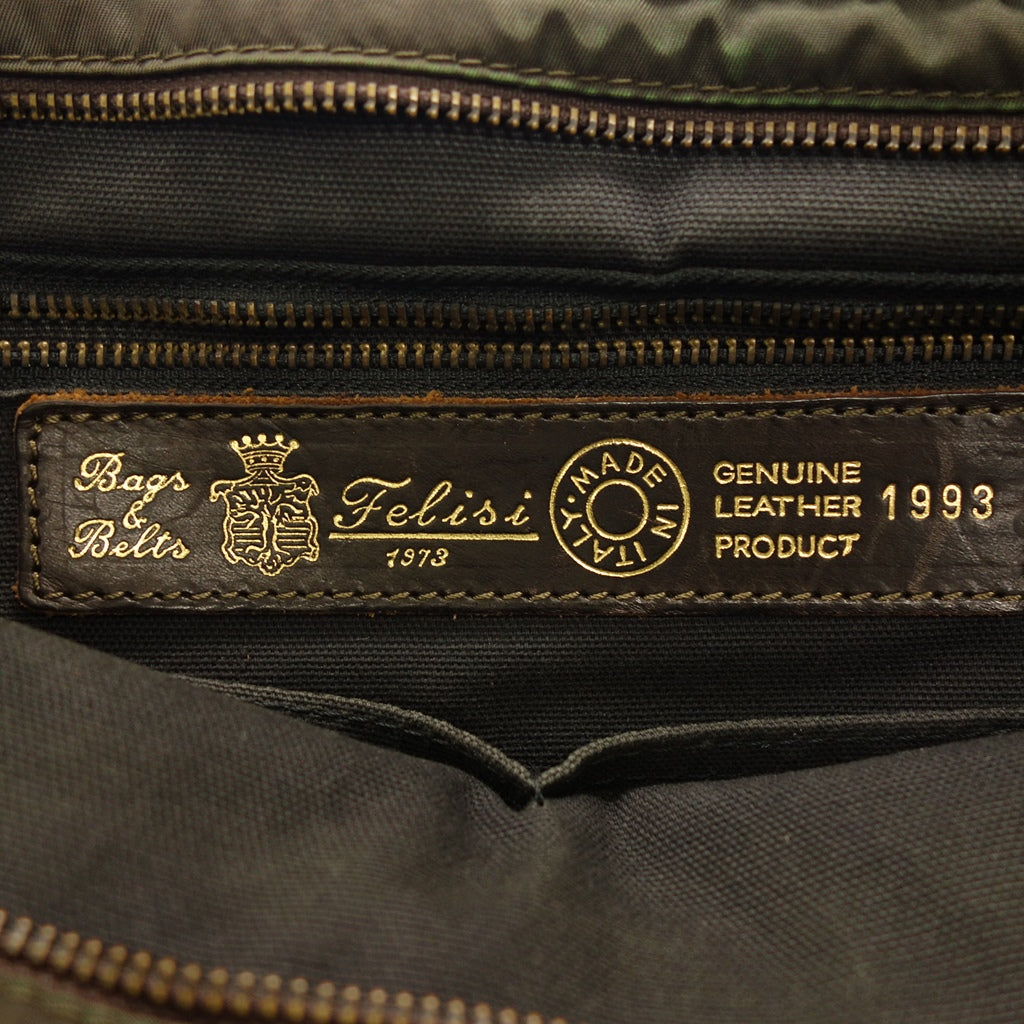 Bags
&
Belts
Felisi
1973
MADE IN ITALY
GENUINE
LEATHER
PRODUCT
1993